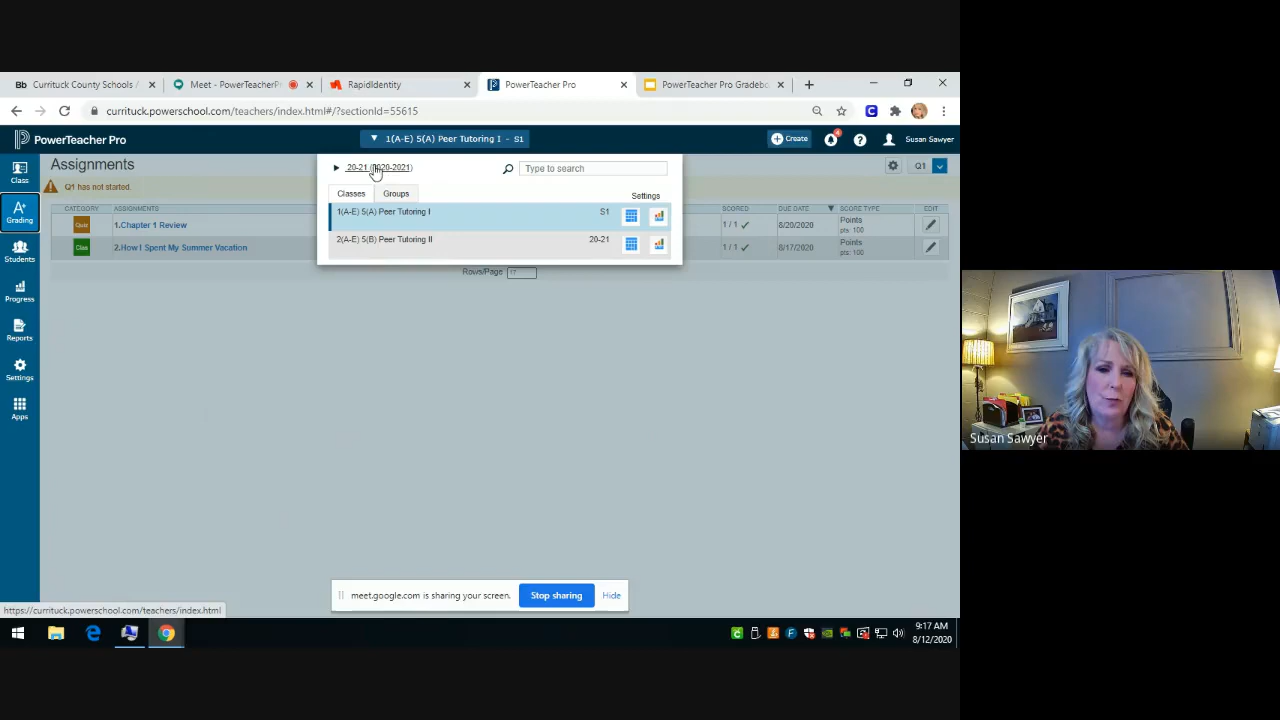 Bb Currituck County Schools /
Meet - PowerTeacherP
RapidIdentity
PowerTeacher Pro
PowerTeacher Pro Gradebo
currituck.powerschool.com/teachers/index.html#/?sectionId=55615
PowerTeacher Pro
1(A-E) 5(A) Peer Tutoring I - S1
Create
Susan Sawyer
Class
Grading
Students
Progress
Reports
Settings
Apps
Assignments
Q1
Q1 has not started.
20-21 (2020-2021)
Type to search
Classes
Groups
Settings
1(A-E) 5(A) Peer Tutoring I S1
2(A-E) 5(B) Peer Tutoring II 20-21
CATEGORY ASSIGNMENTS SCORED DUE DATE SCORE TYPE EDIT
Quiz 1.Chapter 1 Review 1 / 1 8/20/2020 Points
pts: 100
Clas 2.How I Spent My Summer Vacation 1 / 1 8/17/2020 Points
pts: 100
Rows/Page 17
meet.google.com is sharing your screen. Stop sharing Hide
https://currituck.powerschool.com/teachers/index.html
9:17 AM
8/12/2020
Susan Sawyer